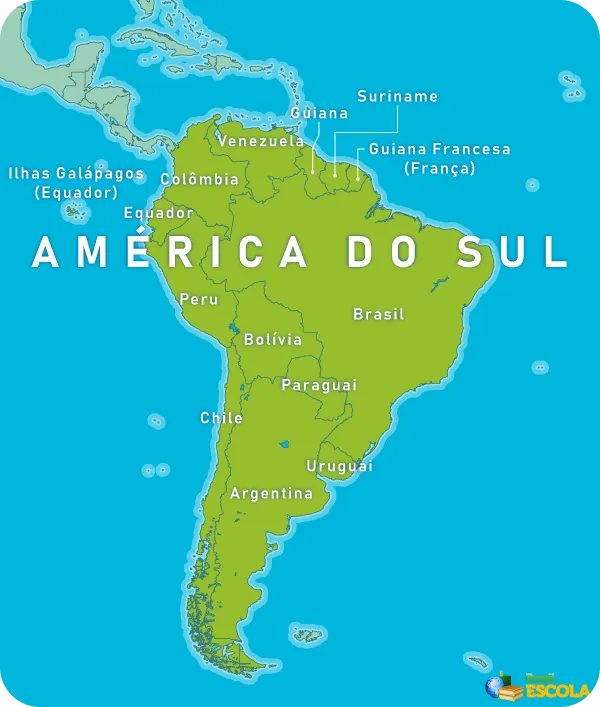 Suriname
Guiana
Venezuela
Guiana Francesa
(França)
Ilhas Galápagos
(Equador)
Colômbia
Equador
AMÉRICA DO SUL
Peru
Brasil
Bolívia
Paraguai
Chile
Uruguai
Argentina
ESCOLA